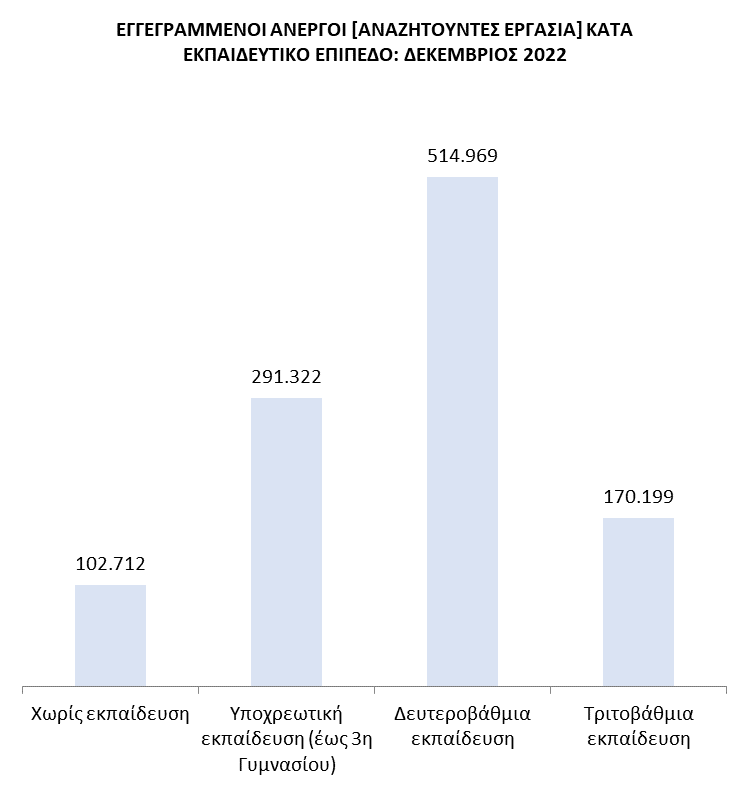 ΕΓΓΕΓΡΑΜΜΕΝΟΙ ΑΝΕΡΓΟΙ [ΑΝΑΖΗΤΟΥΝΤΕΣ ΕΡΓΑΣΙΑ] ΚΑΤΑ
ΕΚΠΑΙΔΕΥΤΙΚΟ ΕΠΙΠΕΔΟ: ΔΕΚΕΜΒΡΙΟΣ 2022
514.969
291.322
170.199
102.712
Χωρίς εκπαίδευση
Υποχρεωτική
εκπαίδευση (έως 3η
Γυμνασίου)
Δευτεροβάθμια
εκπαίδευση
Τριτοβάθμια
εκπαίδευση